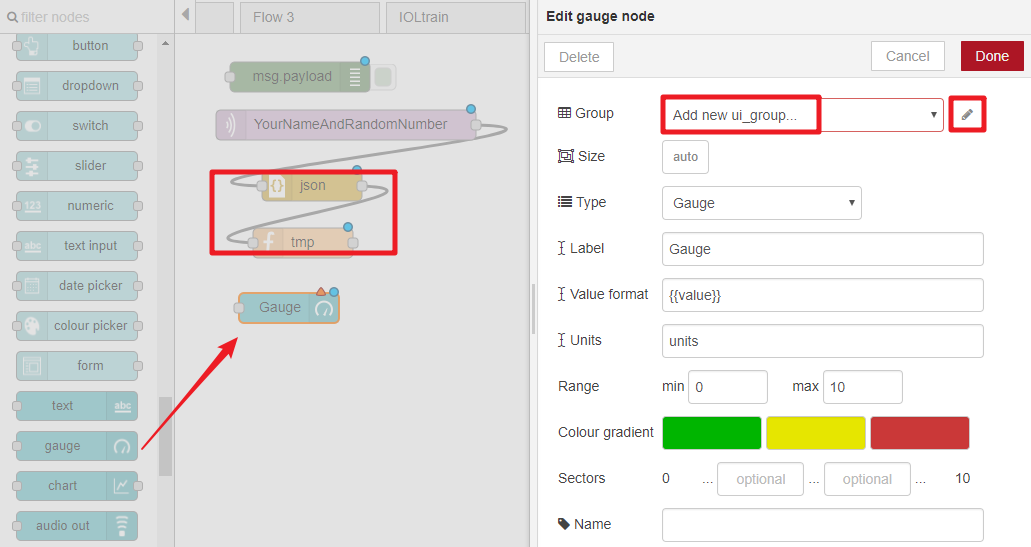 filter nodes
button
dropdown
switch
slider
123 numeric
abc text input
date picker
colour picker
form
text abc
gauge
chart
audio out
Flow 3
IOLtrain
msg.payload
YourNameAndRandomNumber
{} json
f tmp
Gauge
Edit gauge node
Delete
Cancel
Done
Group
Add new ui_group...
Size
auto
Type
Gauge
Label
Gauge
Value format
{{value}}
Units
units
Range
min 0
max 10
Colour gradient
Sectors
0 ... optional ... optional ... 10
Name